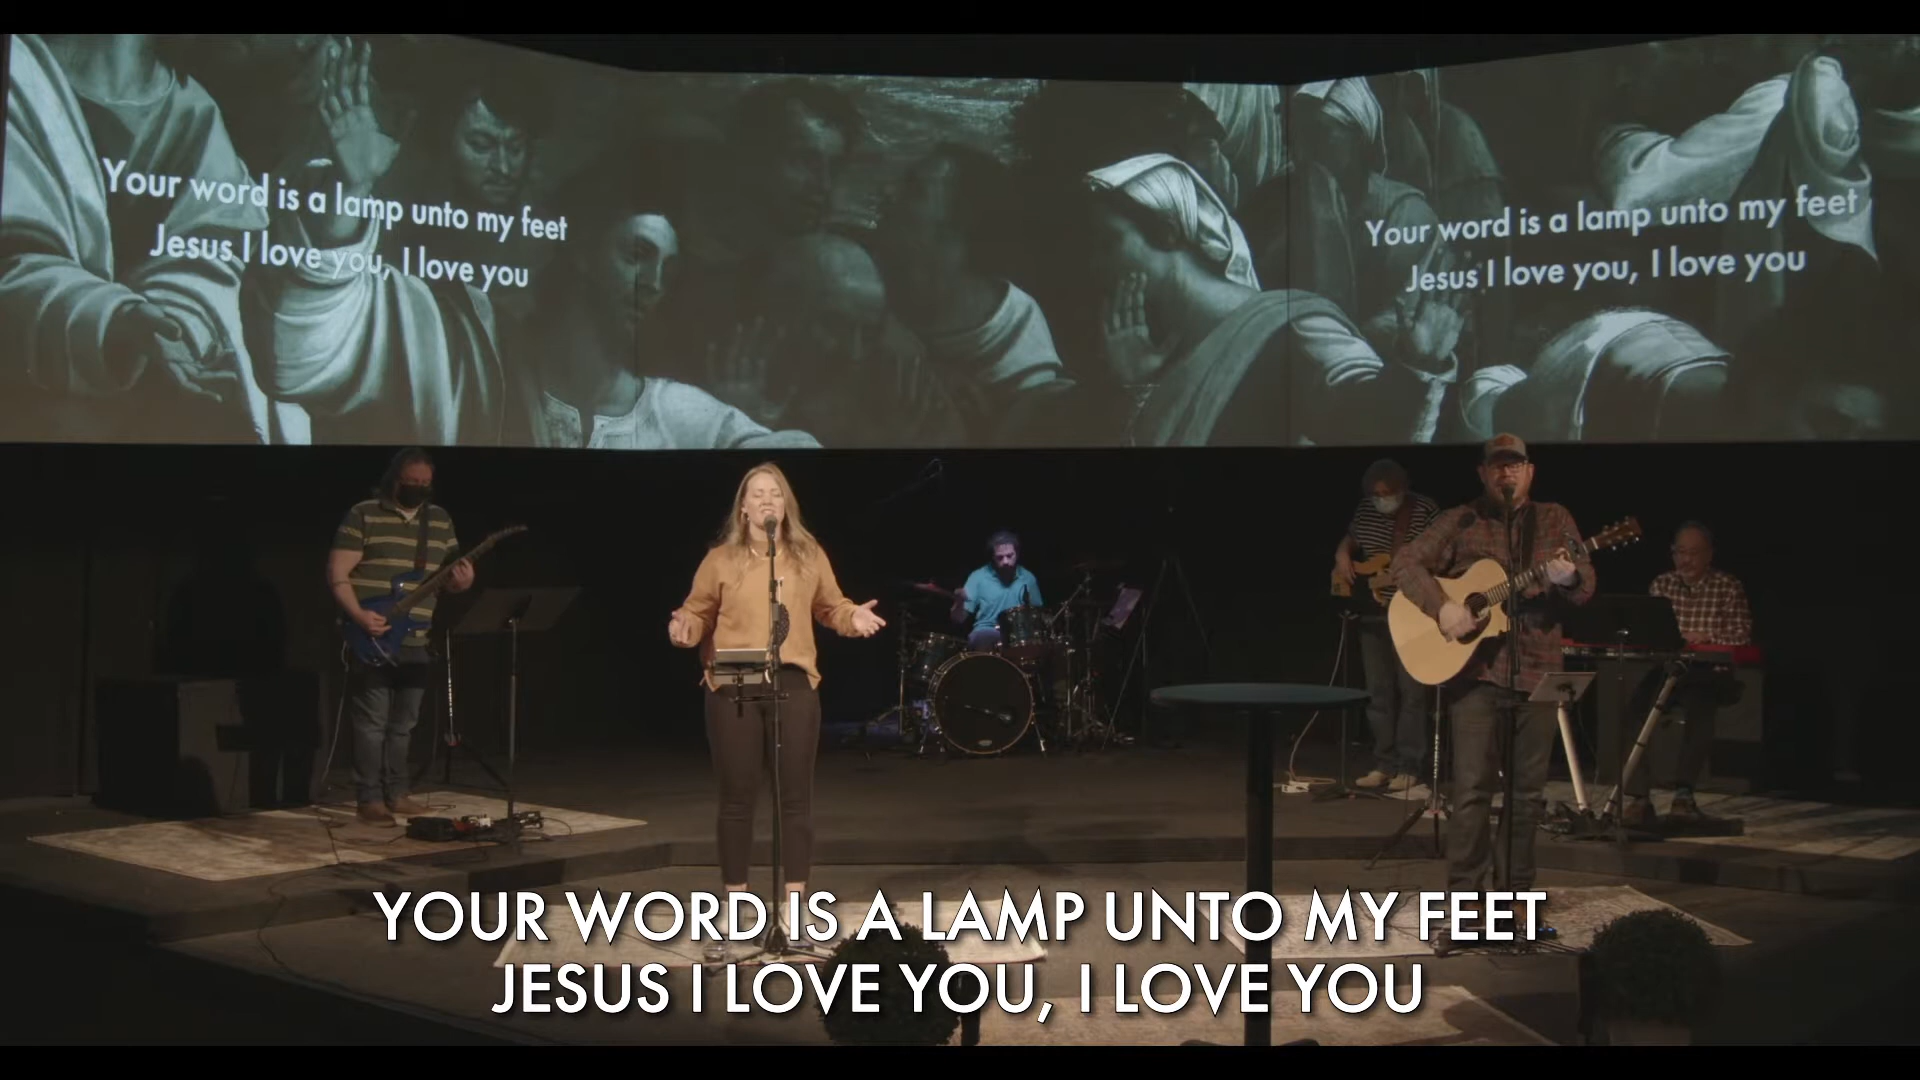 Your word is a lamp unto my feet
Jesus I love you, I love you
Your word is a lamp unto my feet
Jesus I love you, I love you
YOUR WORD IS A LAMP UNTO MY FEET
JESUS I LOVE YOU, I LOVE YOU